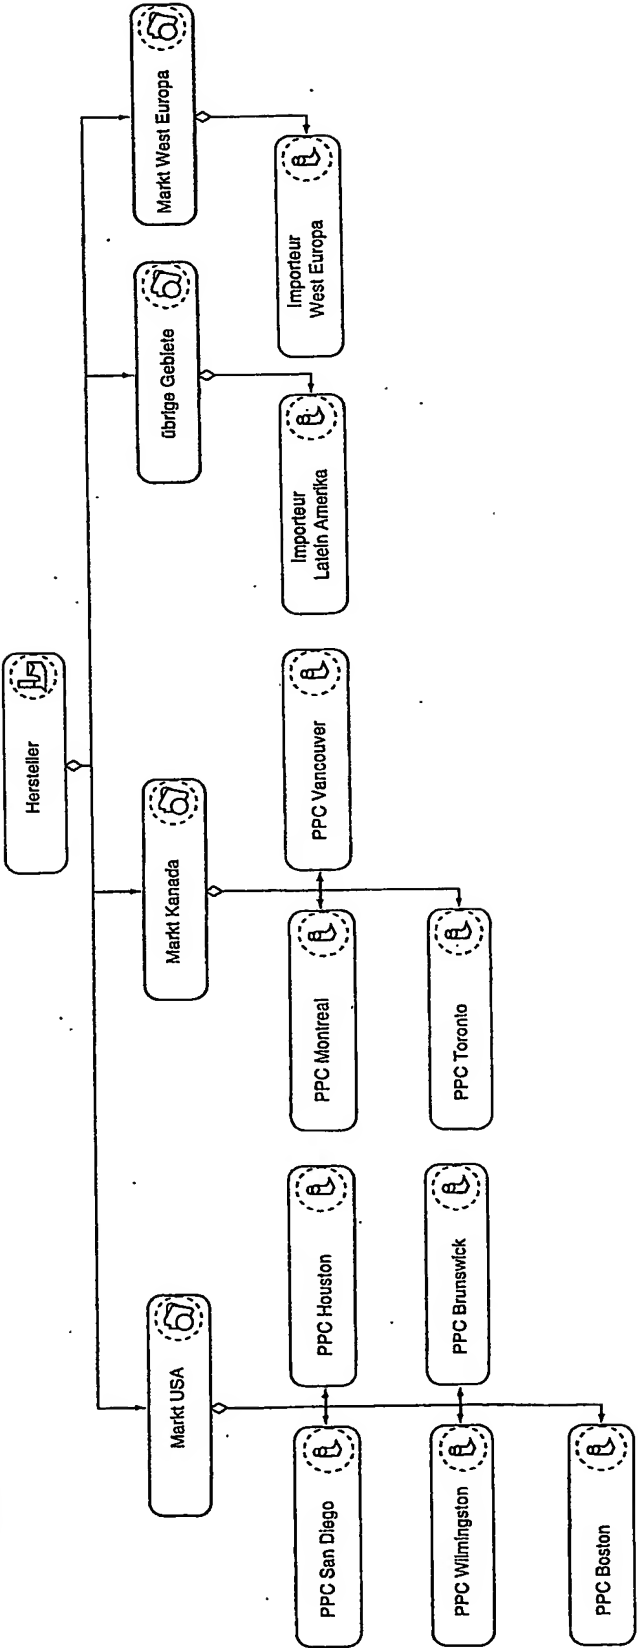 Hersteller
Markt USA
Markt Kanada
übrige Gebiete
Markt West Europa
PPC San Diego
PPC Houston
PPC Montreal
PPC Vancouver
Importeur
Latein Amerika
Importeur
West Europa
PPC Wilmington
PPC Brunswick
PPC Toronto
PPC Boston